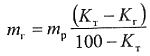 mг = mр (Kт − Kг) / (100 − Kт)